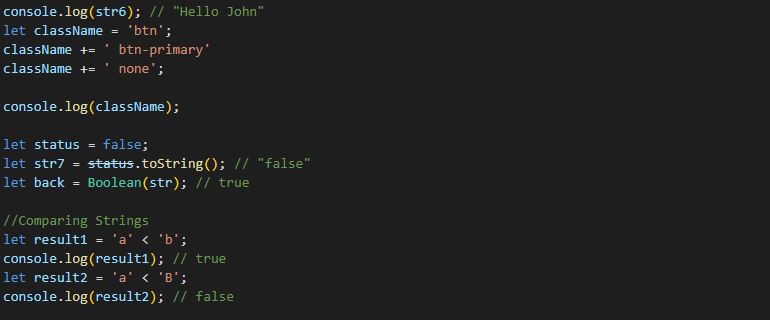 console.log(str6); // "Hello John"
let className = 'btn';
className += ' btn-primary'
className += ' none';
console.log(className);
let status = false;
let str7 = status.toString(); // "false"
let back = Boolean(str); // true
//Comparing Strings
let result1 = 'a' < 'b';
console.log(result1); // true
let result2 = 'a' < 'B';
console.log(result2); // false